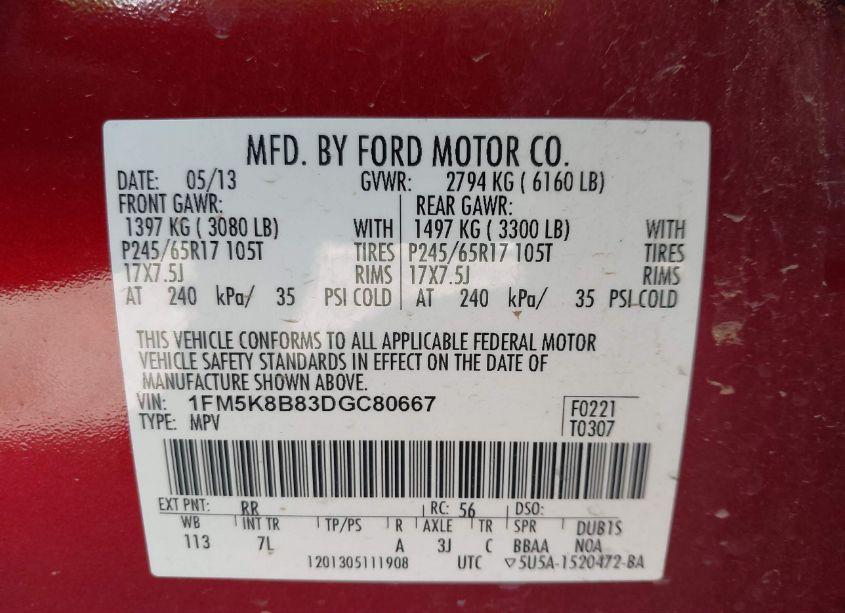 MFD. BY FORD MOTOR CO.
DATE: 05/13 GVWR: 2794 KG ( 6160 LB)
FRONT GAWR: REAR GAWR:
1397 KG ( 3080 LB) WITH 1497 KG ( 3300 LB) WITH
P245/65R17 105T TIRES P245/65R17 105T TIRES
17X7.5J RIMS 17X7.5J RIMS
AT 240 kPa/ 35 PSI COLD AT 240 kPa/ 35 PSI COLD
THIS VEHICLE CONFORMS TO ALL APPLICABLE FEDERAL MOTOR
VEHICLE SAFETY STANDARDS IN EFFECT ON THE DATE OF
MANUFACTURE SHOWN ABOVE.
VIN: 1FM5K8B83DGC80667 F0221
TYPE: MPV T0307
EXT PNT: RR RC: 56 DSO:
WB INT TR TP/PS R AXLE TR SPR DUB1S
113 7L A 3J C BBAA NOA
1201305111908 UTC ▽5U5A-1520472-BA